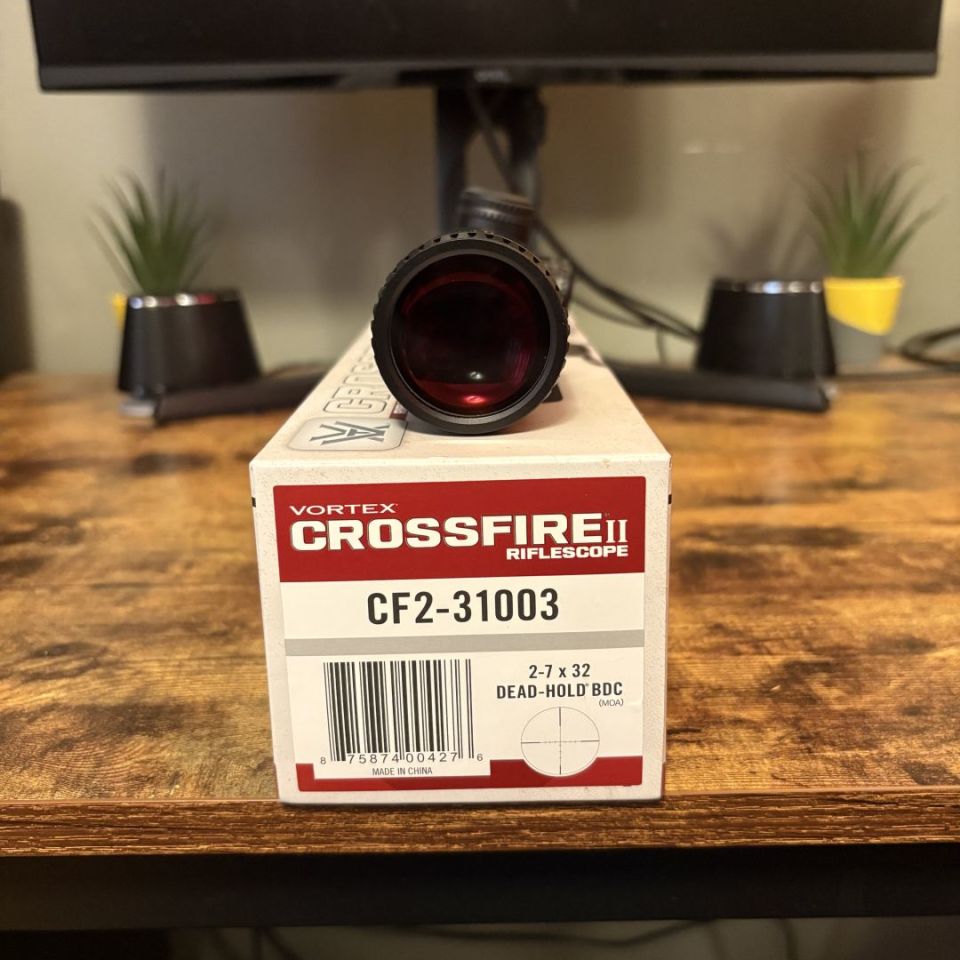 VORTEX
CROSSFIRE II
RIFLESCOPE
CF2-31003
2-7 x 32
DEAD-HOLD® BDC
(MOA)
8 75874 00427 6
MADE IN CHINA